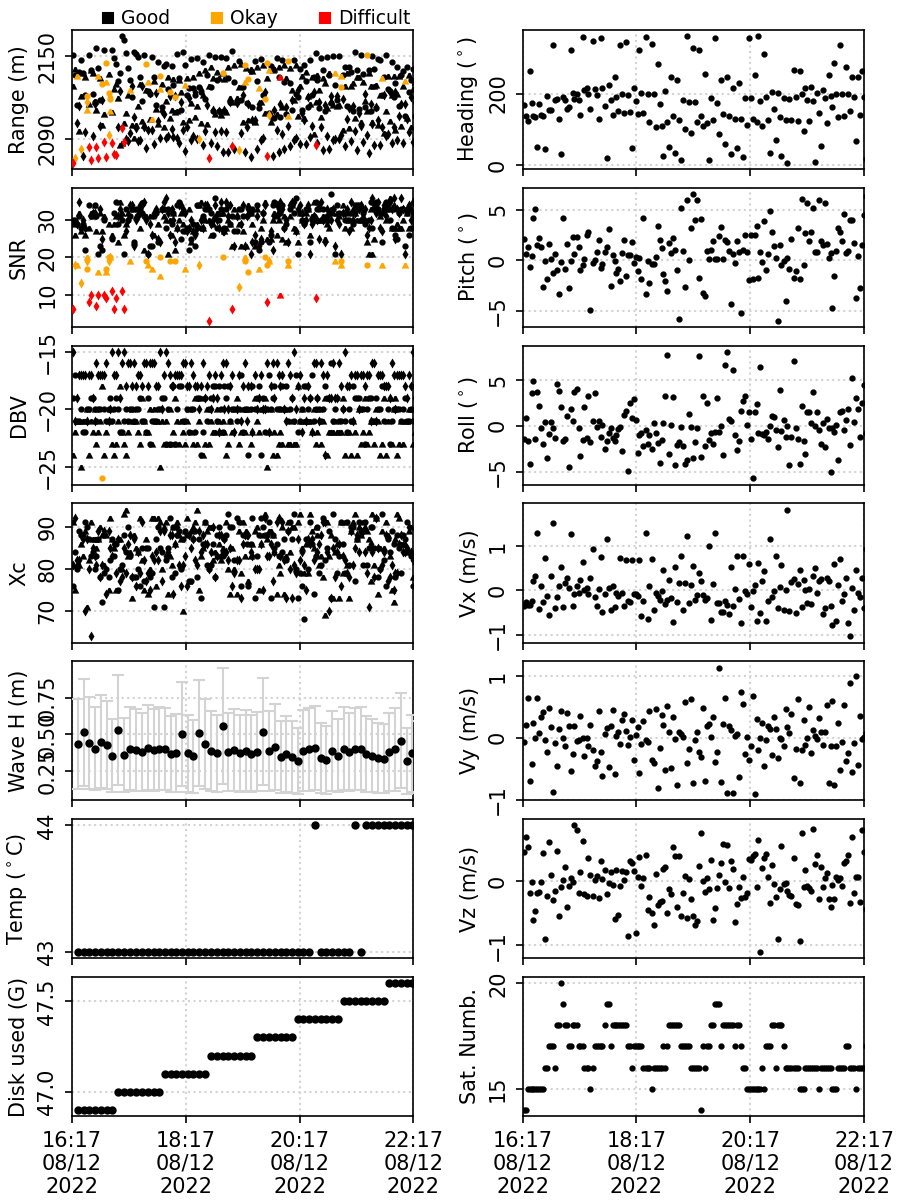 Good Okay Difficult
Range (m)
2150
2090
Heading (°)
200
0
SNR
30
20
10
Pitch (°)
5
0
−5
DBV
−15
−20
−25
Roll (°)
5
0
−5
Xc
90
80
70
Vx (m/s)
1
0
−1
Wave H (m)
0.75
0.50
0.25
Vy (m/s)
1
0
−1
Temp (°C)
44
43
Vz (m/s)
0
−1
Disk used (G)
47.5
47.0
Sat. Numb.
20
15
16:17 18:17 20:17 22:17 16:17 18:17 20:17 22:17
08/12 08/12 08/12 08/12 08/12 08/12 08/12 08/12
2022 2022 2022 2022 2022 2022 2022 2022